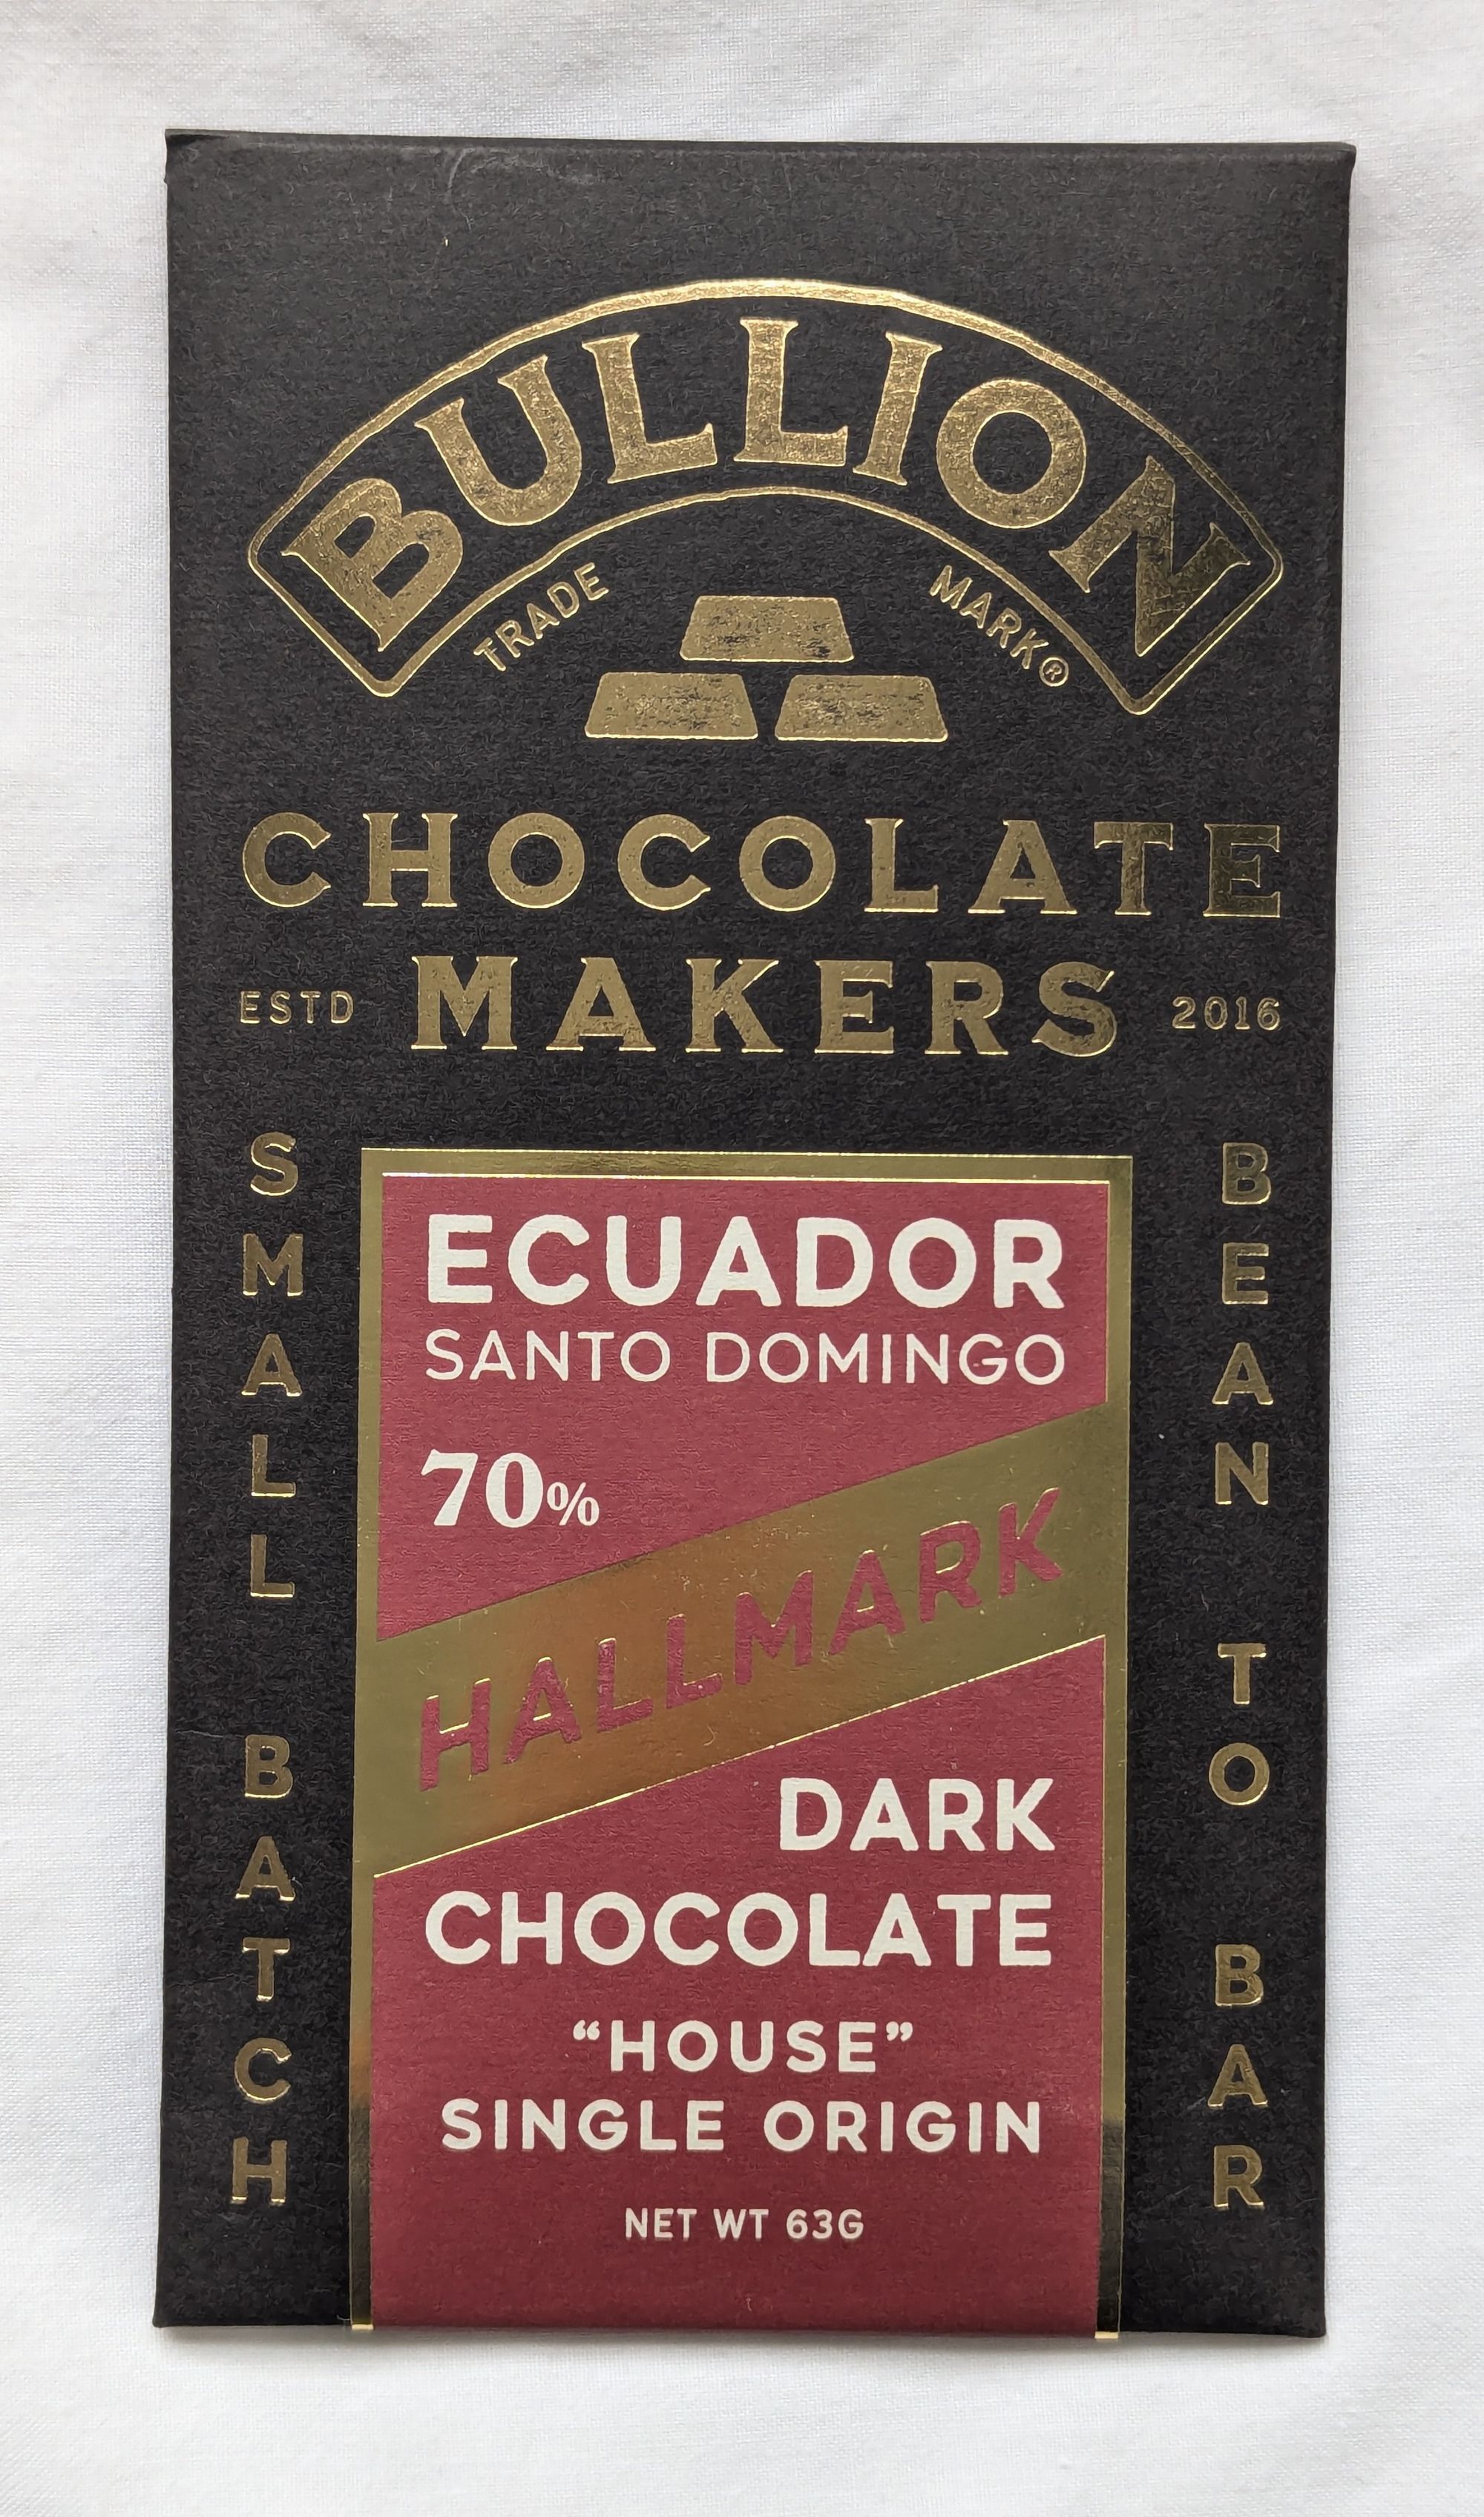 BULLION
TRADE MARK®
CHOCOLATE
ESTD MAKERS 2016
SMALL BATCH
BEAN TO BAR
ECUADOR
SANTO DOMINGO
70%
HALLMARK
DARK
CHOCOLATE
“HOUSE”
SINGLE ORIGIN
NET WT 63G